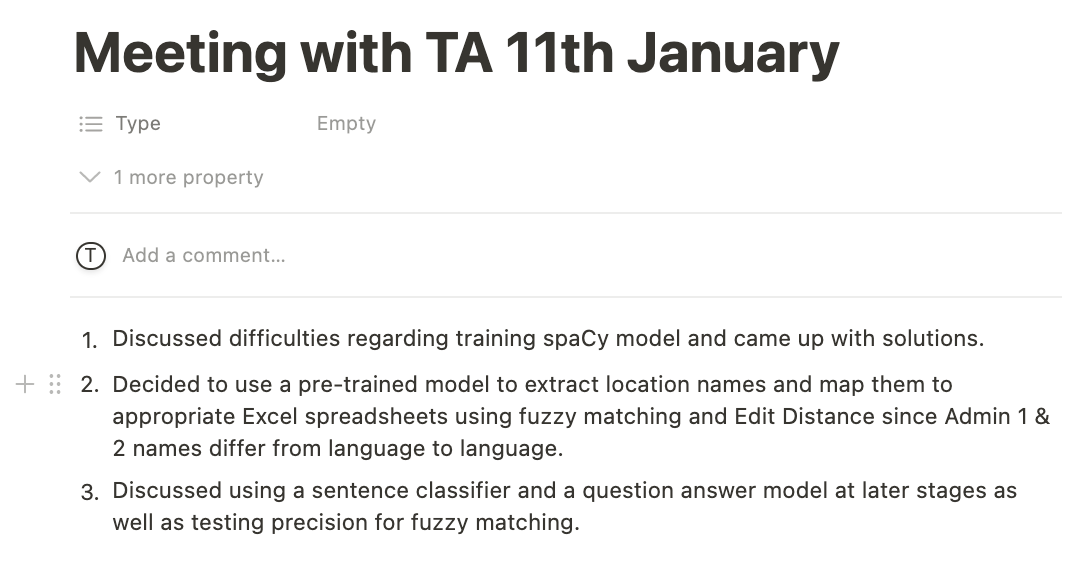 Meeting with TA 11th January
Type Empty
1 more property
T Add a comment...
1. Discussed difficulties regarding training spaCy model and came up with solutions.
2. Decided to use a pre-trained model to extract location names and map them to
appropriate Excel spreadsheets using fuzzy matching and Edit Distance since Admin 1 &
2 names differ from language to language.
3. Discussed using a sentence classifier and a question answer model at later stages as
well as testing precision for fuzzy matching.